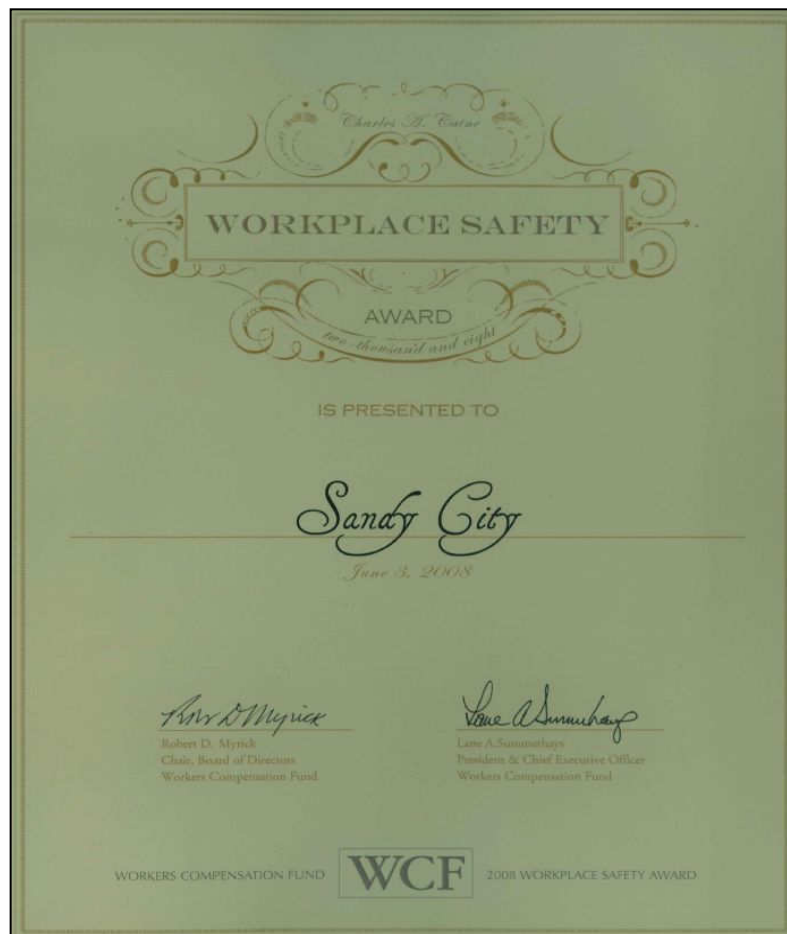 Charles A. Caine
WORKPLACE SAFETY
AWARD
two thousand and eight
IS PRESENTED TO
Sandy City
June 3, 2008
Robert D. Myrick
Chair, Board of Directors
Workers Compensation Fund
Lane A. Summerhays
President & Chief Executive Officer
Workers Compensation Fund
WORKERS COMPENSATION FUND
WCF
2008 WORKPLACE SAFETY AWARD